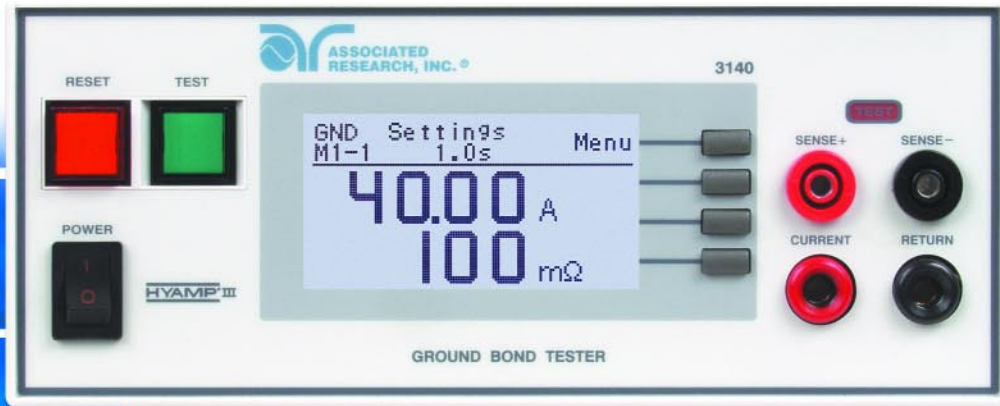 ASSOCIATED
RESEARCH, INC.®
3140
RESET
TEST
GND Settings
M1-1 1.0s
Menu
40.00 A
100 mΩ
TEST
SENSE+
SENSE−
CURRENT
RETURN
POWER
I
O
HYAMP® III
GROUND BOND TESTER